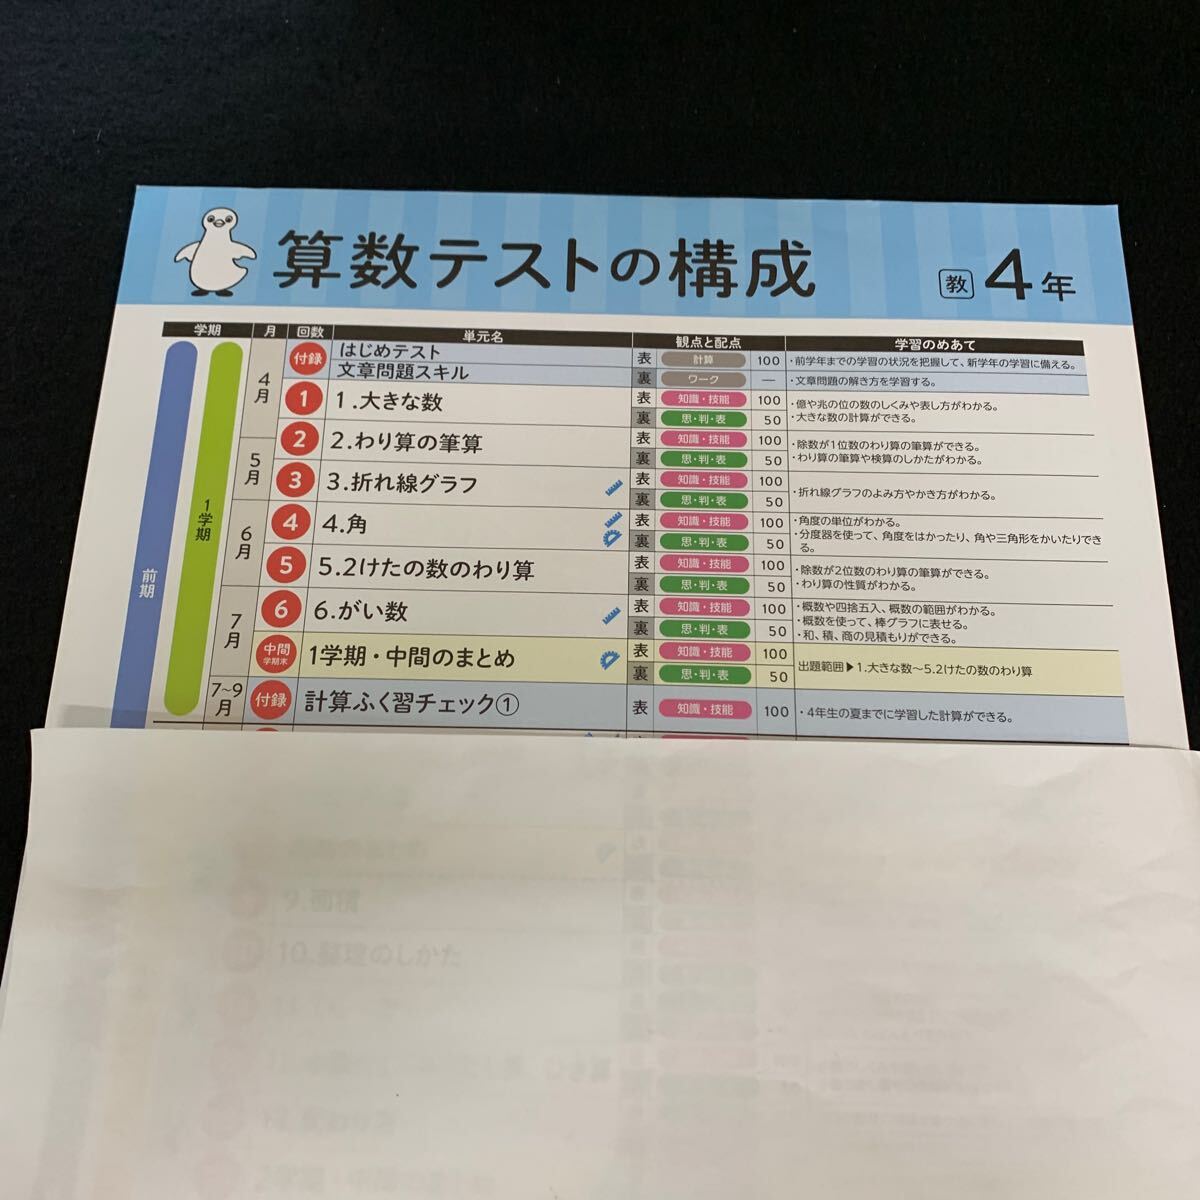 算数テストの構成 教 4年
学期 月 回数 単元名 観点と配点 学習のめあて
前期
1学期
4月
付録 はじめテスト 表 計算 100 ・前学年までの学習の状況を把握して、新学年の学習に備える。
文章問題スキル 裏 ワーク — ・文章問題の解き方を学習する。
1 1.大きな数 表 知識・技能 100 ・億や兆の位の数のしくみや表し方がわかる。
裏 思・判・表 50 ・大きな数の計算ができる。
2 2.わり算の筆算 表 知識・技能 100 ・除数が1位数のわり算の筆算ができる。
5月
裏 思・判・表 50 ・わり算の筆算や検算のしかたがわかる。
3 3.折れ線グラフ 表 知識・技能 100 ・折れ線グラフのよみ方やかき方がわかる。
裏 思・判・表 50
6月
4 4.角 表 知識・技能 100 ・角度の単位がわかる。
裏 思・判・表 50 ・分度器を使って、角度をはかったり、角や三角形をかいたりでき
る。
5 5.2けたの数のわり算 表 知識・技能 100 ・除数が2位数のわり算の筆算ができる。
裏 思・判・表 50 ・わり算の性質がわかる。
7月
6 6.がい数 表 知識・技能 100 ・概数や四捨五入、概数の範囲がわかる。
・概数を使って、棒グラフに表せる。
裏 思・判・表 50 ・和、積、商の見積もりができる。
中間 学期末 1学期・中間のまとめ 表 知識・技能 100 出題範囲▶1.大きな数～5.2けたの数のわり算
裏 思・判・表 50
7～9月
付録 計算ふく習チェック① 表 知識・技能 100 ・4年生の夏までに学習した計算ができる。
9.面積
10.整理のしかた